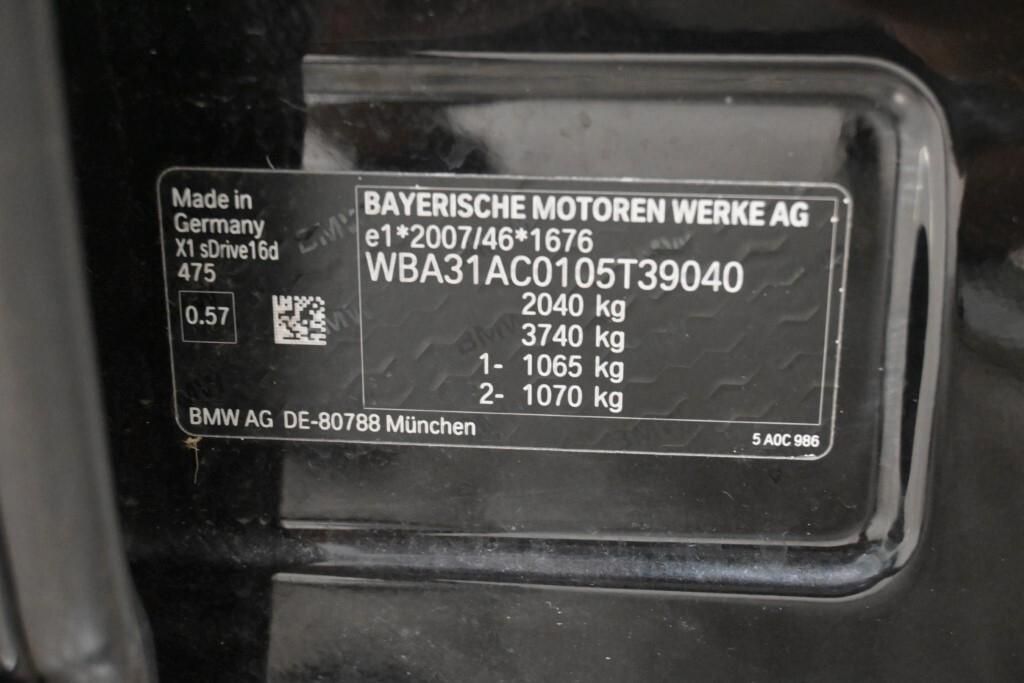 Made in
Germany
X1 sDrive16d
475
0.57
BAYERISCHE MOTOREN WERKE AG
e1*2007/46*1676
WBA31AC0105T39040
2040 kg
3740 kg
1- 1065 kg
2- 1070 kg
BMW AG DE-80788 München
5 A0C 986